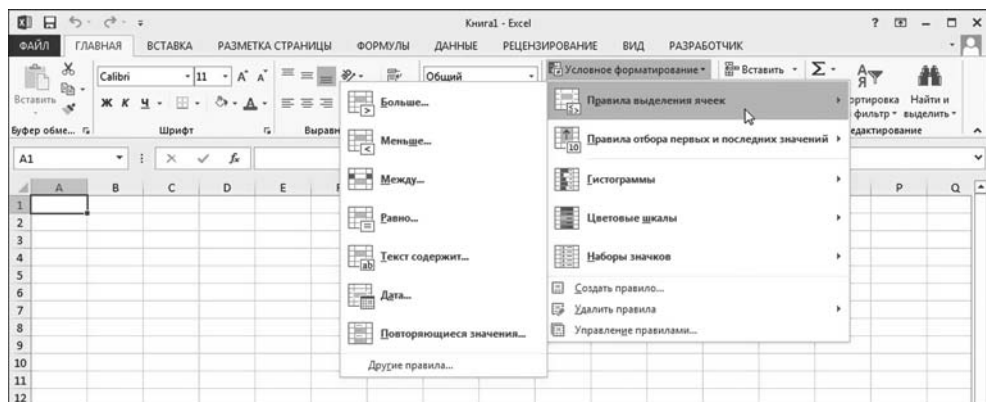 Книга1 - Excel
ФАЙЛ ГЛАВНАЯ ВСТАВКА РАЗМЕТКА СТРАНИЦЫ ФОРМУЛЫ ДАННЫЕ РЕЦЕНЗИРОВАНИЕ ВИД РАЗРАБОТЧИК
Вставить
Calibri 11
Ж К Ч
Общий
Условное форматирование
Вставить
Найти и
фильтр выделить
Буфер обме... Шрифт
A1
fx
A B C D E P Q
1
2
3
4
5
6
7
8
9
10
11
12
Больше...
Меньше...
Между...
Равно...
Текст содержит...
Дата...
Повторяющиеся значения...
Другие правила...
Правила выделения ячеек
Правила отбора первых и последних значений
Гистограммы
Цветовые шкалы
Наборы значков
Создать правило...
Удалить правила
Управление правилами...